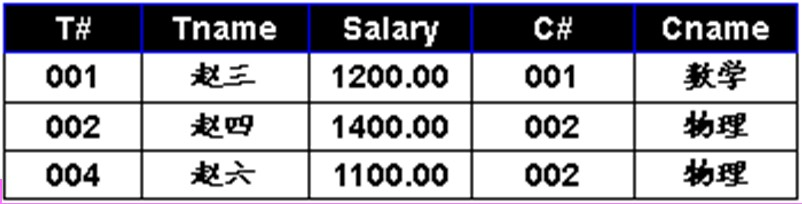 T# Tname Salary C# Cname
001 赵三 1200.00 001 数学
002 赵四 1400.00 002 物理
004 赵六 1100.00 002 物理